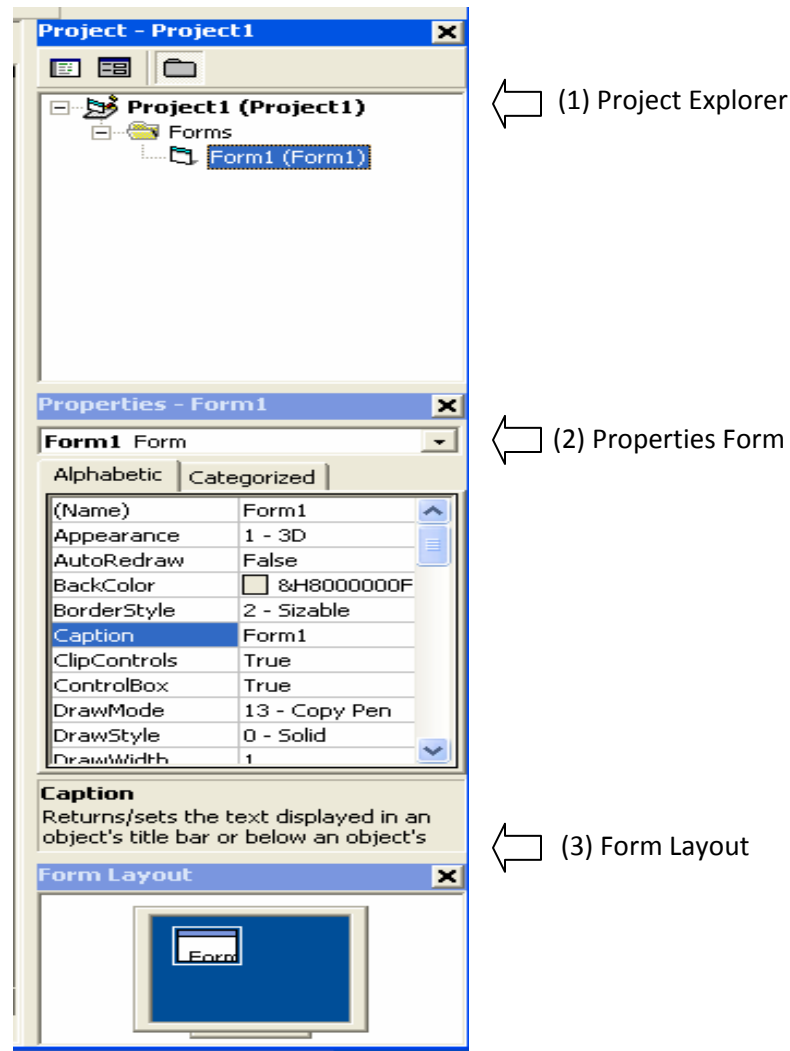 Project - Project1
(1) Project Explorer
Project1 (Project1)
Forms
Form1 (Form1)
Properties - Form1
(2) Properties Form
Form1 Form
Alphabetic Categorized
(Name) Form1
Appearance 1 - 3D
AutoRedraw False
BackColor &H8000000F
BorderStyle 2 - Sizable
Caption Form1
ClipControls True
ControlBox True
DrawMode 13 - Copy Pen
DrawStyle 0 - Solid
DrawWidth 1
Caption
Returns/sets the text displayed in an
object's title bar or below an object's
(3) Form Layout
Form Layout
Form